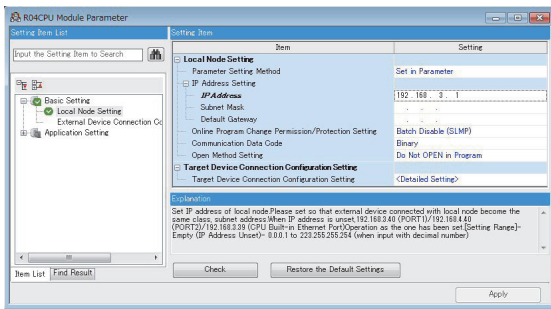 R04CPU Module Parameter
Setting Item List
Setting Item
Input the Setting Item to Search
Item Setting
Local Node Setting
Parameter Setting Method Set in Parameter
IP Address Setting
IP Address 192 . 168 . 3 . 1
Subnet Mask . . .
Default Gateway . . .
Online Program Change Permission/Protection Setting Batch Disable (SLMP)
Communication Data Code Binary
Open Method Setting Do Not OPEN in Program
Target Device Connection Configuration Setting
Target Device Connection Configuration Setting <Detailed Setting>
Basic Setting
Local Node Setting
External Device Connection Co
Application Setting
Explanation
Set IP address of local node.Please set so that external device connected with local node become the
same class, subnet address.When IP address is unset,192.168.3.40 (PORT1)/192.168.4.40
(PORT2)/192.168.3.39 (CPU Built-in Ethernet Port)Operation as the one has been set.[Setting Range]-
Empty (IP Address Unset)- 0.0.0.1 to 223.255.255.254 (when input with decimal number)
Item List Find Result
Check Restore the Default Settings
Apply